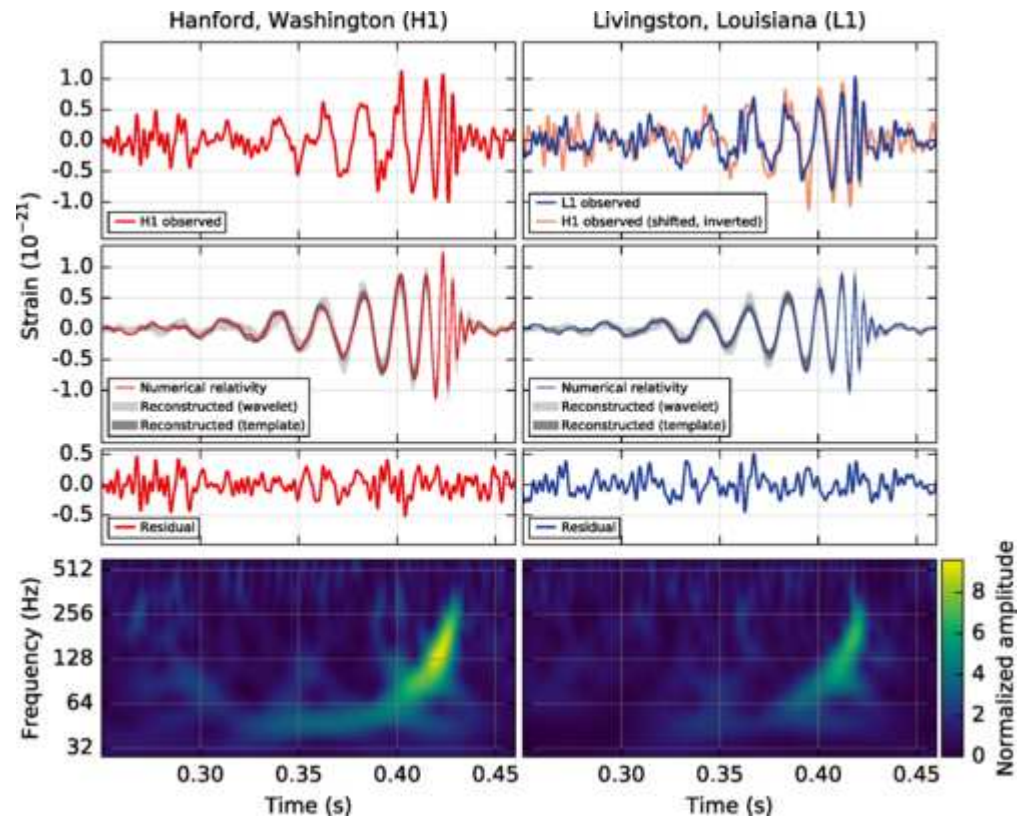 Hanford, Washington (H1)
Livingston, Louisiana (L1)
Strain (10⁻²¹)
1.0
0.5
0.0
-0.5
-1.0
H1 observed
L1 observed
H1 observed (shifted, inverted)
1.0
0.5
0.0
-0.5
-1.0
Numerical relativity
Reconstructed (wavelet)
Reconstructed (template)
Numerical relativity
Reconstructed (wavelet)
Reconstructed (template)
0.5
0.0
-0.5
Residual
Residual
Frequency (Hz)
512
256
128
64
32
Normalized amplitude
8
6
4
2
0
0.30
0.35
0.40
0.45
0.30
0.35
0.40
0.45
Time (s)
Time (s)